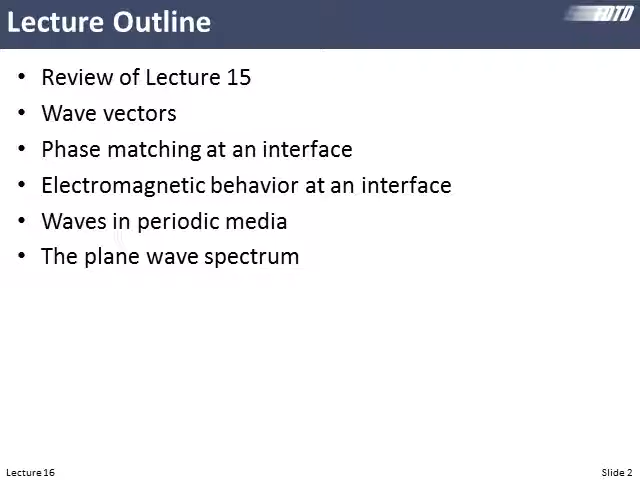 Lecture Outline
FDTD
• Review of Lecture 15
• Wave vectors
• Phase matching at an interface
• Electromagnetic behavior at an interface
• Waves in periodic media
• The plane wave spectrum
Lecture 16
Slide 2